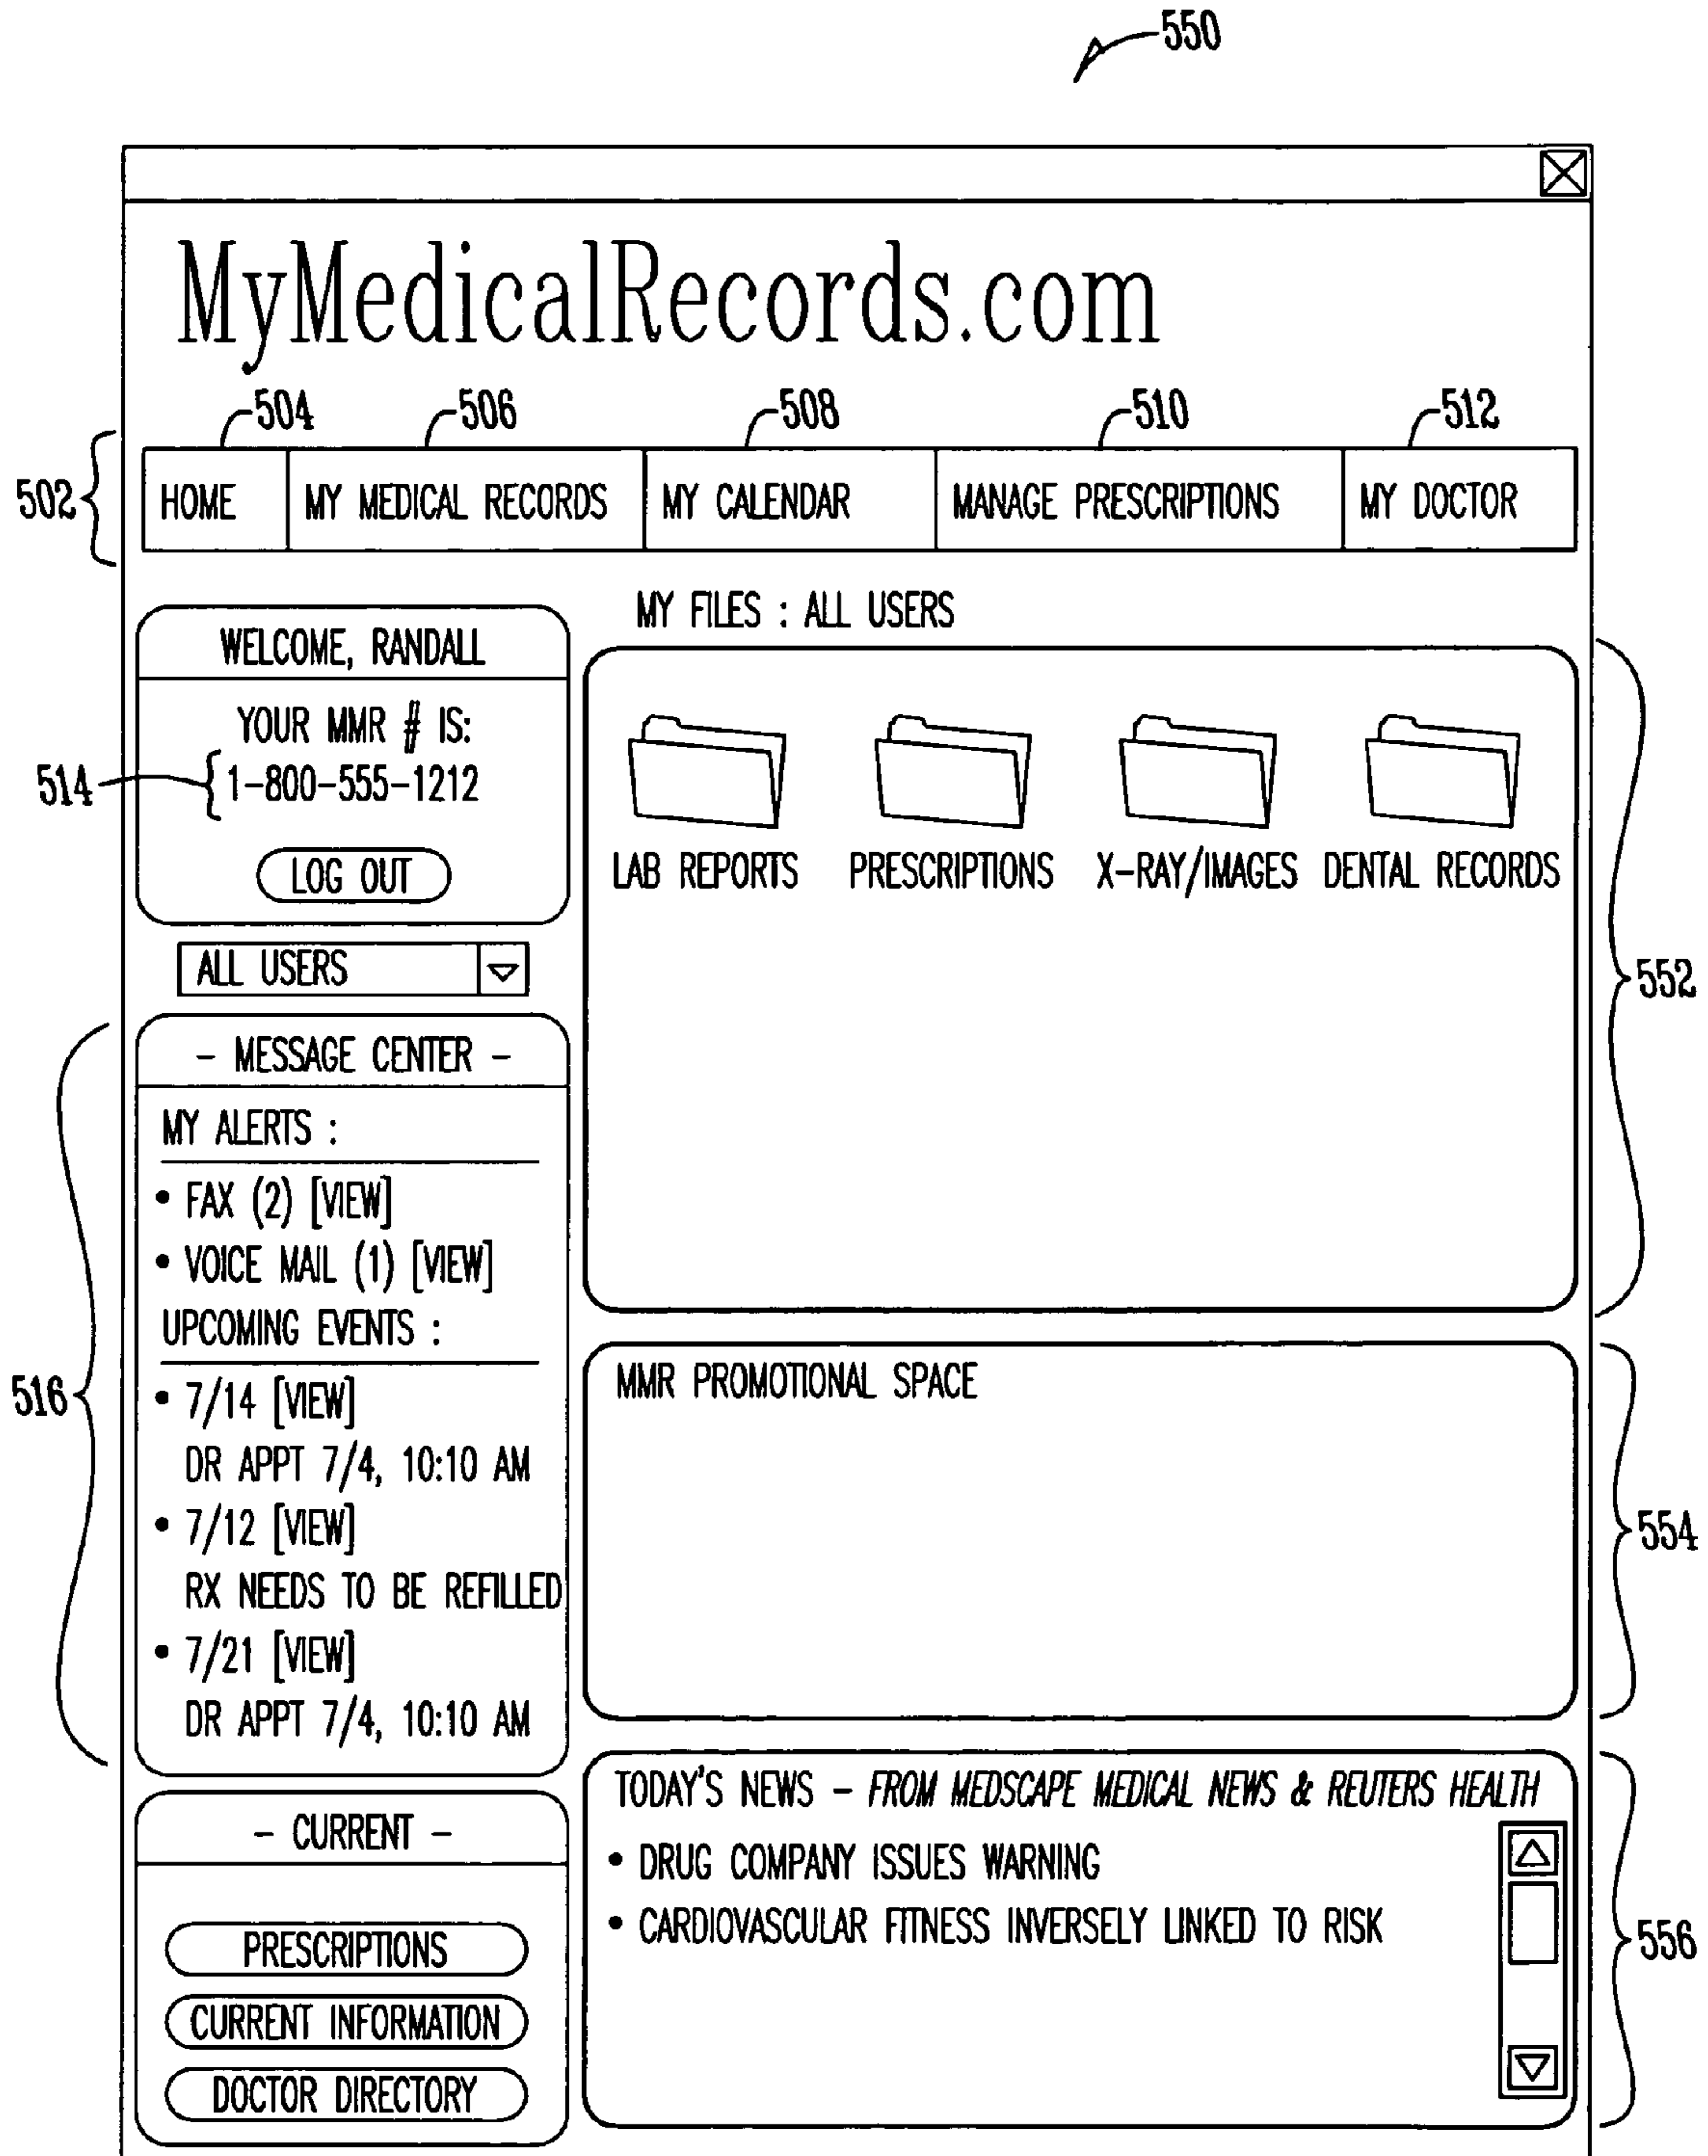 550
MyMedicalRecords.com
504 506 508 510 512
502
HOME MY MEDICAL RECORDS MY CALENDAR MANAGE PRESCRIPTIONS MY DOCTOR
WELCOME, RANDALL
YOUR MMR # IS:
514
1-800-555-1212
LOG OUT
ALL USERS
516
- MESSAGE CENTER -
MY ALERTS :
• FAX (2) [VIEW]
• VOICE MAIL (1) [VIEW]
UPCOMING EVENTS :
• 7/14 [VIEW]
DR APPT 7/4, 10:10 AM
• 7/12 [VIEW]
RX NEEDS TO BE REFILLED
• 7/21 [VIEW]
DR APPT 7/4, 10:10 AM
- CURRENT -
PRESCRIPTIONS
CURRENT INFORMATION
DOCTOR DIRECTORY
MY FILES : ALL USERS
LAB REPORTS PRESCRIPTIONS X-RAY/IMAGES DENTAL RECORDS
552
MMR PROMOTIONAL SPACE
554
TODAY'S NEWS - FROM MEDSCAPE MEDICAL NEWS & REUTERS HEALTH
• DRUG COMPANY ISSUES WARNING
• CARDIOVASCULAR FITNESS INVERSELY LINKED TO RISK
556